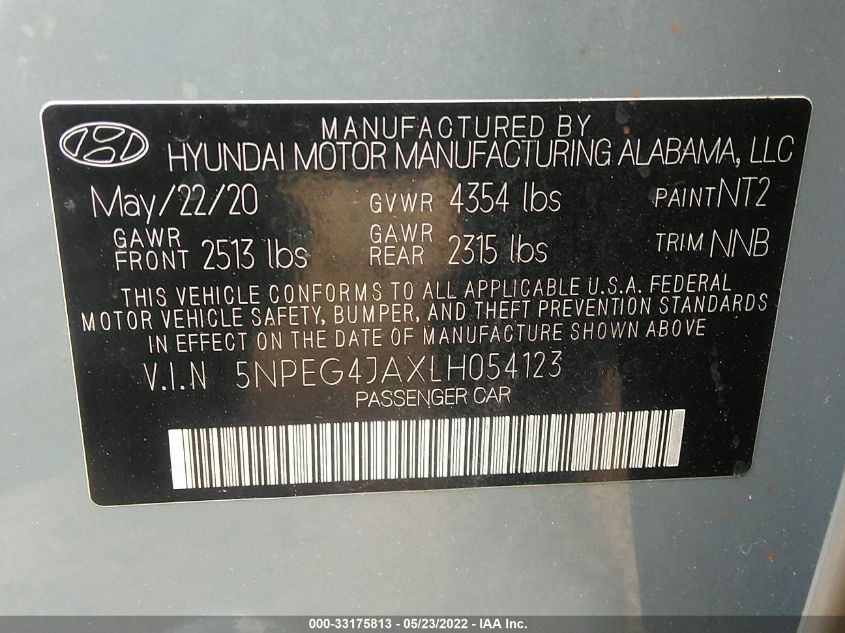 MANUFACTURED BY
HYUNDAI MOTOR MANUFACTURING ALABAMA, LLC
May/22/20 GVWR 4354 lbs PAINT NT2
GAWR FRONT 2513 lbs GAWR REAR 2315 lbs TRIM NNB
THIS VEHICLE CONFORMS TO ALL APPLICABLE U.S.A. FEDERAL
MOTOR VEHICLE SAFETY, BUMPER, AND THEFT PREVENTION STANDARDS
IN EFFECT ON THE DATE OF MANUFACTURE SHOWN ABOVE
V.I.N 5NPEG4JAXLH054123
PASSENGER CAR
000-33175813 - 05/23/2022 - IAA Inc.